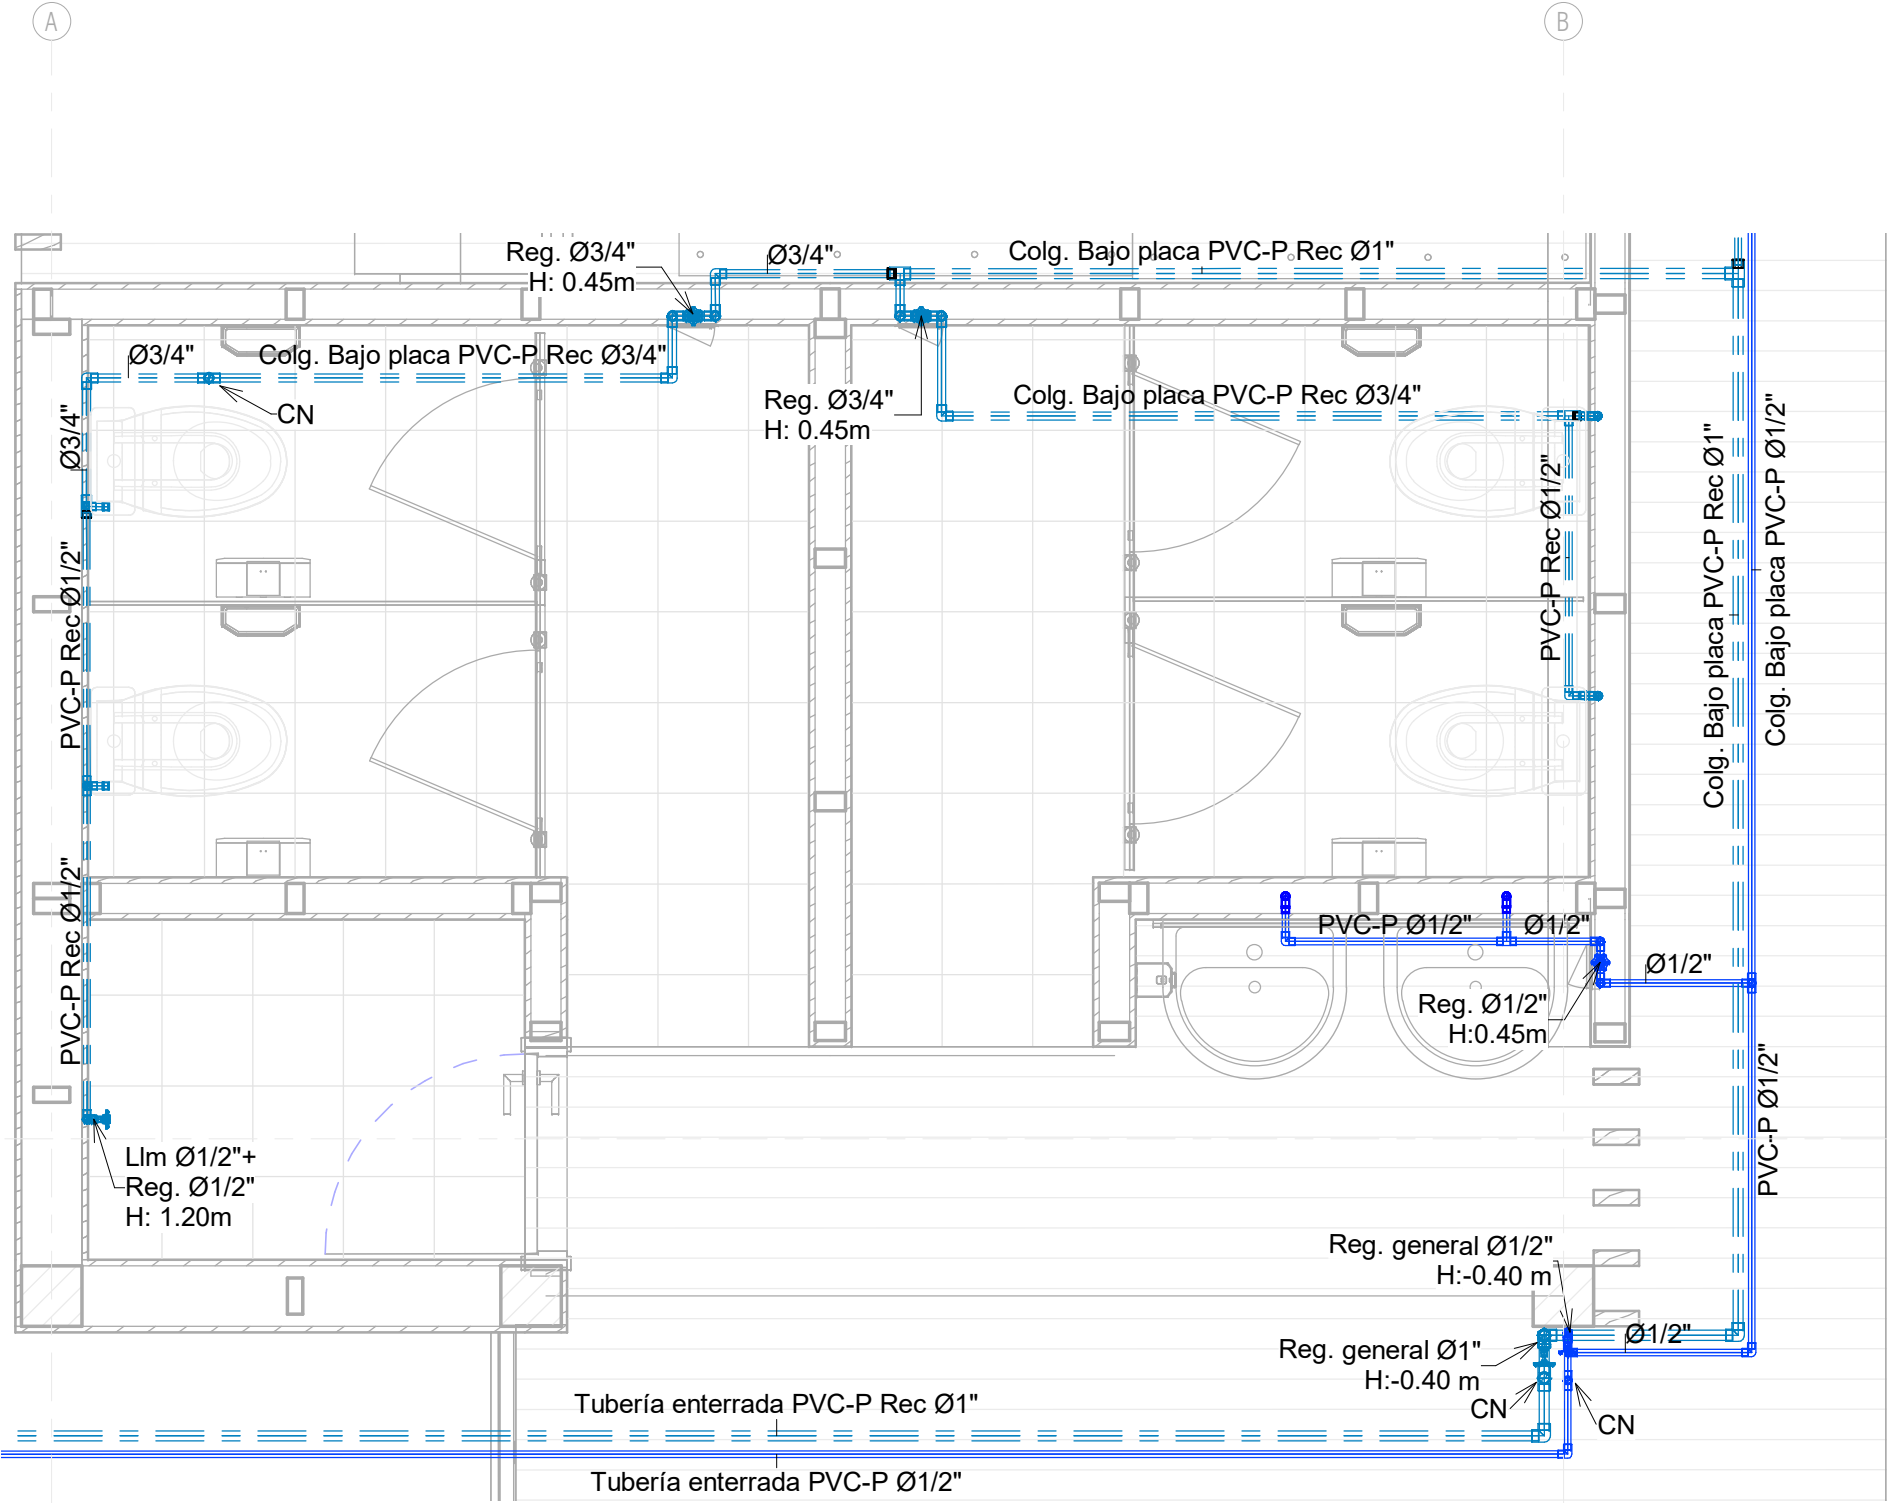 A
B
Reg. Ø3/4"
H: 0.45m
Ø3/4"
Colg. Bajo placa PVC-P Rec Ø1"
Ø3/4"
Colg. Bajo placa PVC-P Rec Ø3/4"
CN
Ø3/4"
Reg. Ø3/4"
H: 0.45m
Colg. Bajo placa PVC-P Rec Ø3/4"
PVC-P Rec Ø1/2"
PVC-P Rec Ø1/2"
Colg. Bajo placa PVC-P Rec Ø1"
Colg. Bajo placa PVC-P Ø1/2"
PVC-P Rec Ø1/2"
PVC-P Ø1/2"
Ø1/2"
Ø1/2"
Reg. Ø1/2"
H:0.45m
PVC-P Ø1/2"
Llm Ø1/2"+
Reg. Ø1/2"
H: 1.20m
Reg. general Ø1/2"
H:-0.40 m
Ø1/2"
Reg. general Ø1"
H:-0.40 m
CN
CN
Tubería enterrada PVC-P Rec Ø1"
Tubería enterrada PVC-P Ø1/2"